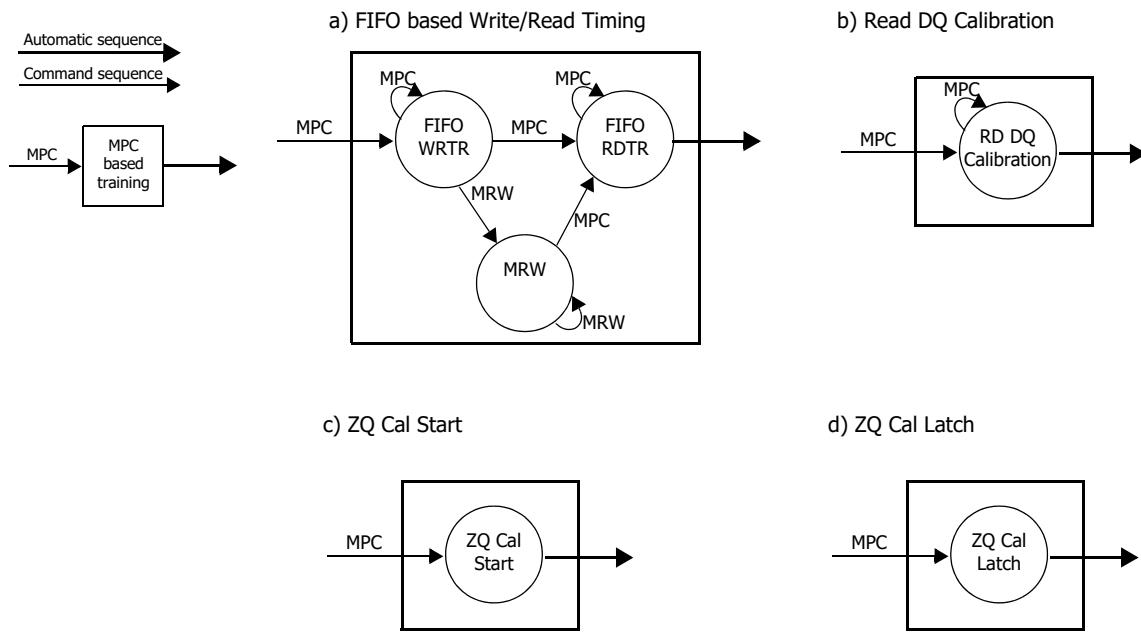 Automatic sequence
Command sequence
MPC
MPC
based
training
a) FIFO based Write/Read Timing
MPC
MPC
MPC
FIFO
WRTR
MPC
FIFO
RDTR
MRW
MPC
MRW
MRW
b) Read DQ Calibration
MPC
MPC
RD DQ
Calibration
c) ZQ Cal Start
MPC
ZQ Cal
Start
d) ZQ Cal Latch
MPC
ZQ Cal
Latch